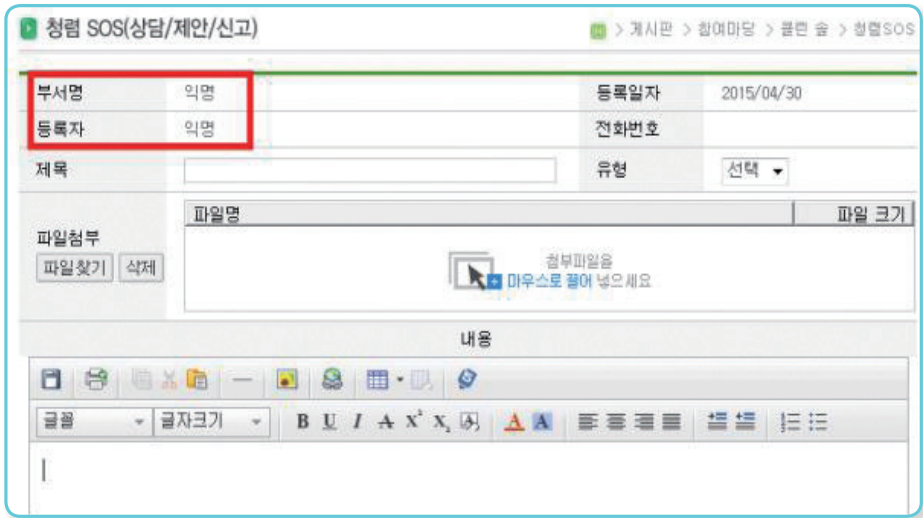 청렴 SOS(상담/제안/신고)
> 게시판 > 참여마당 > 클린 숲 > 청렴SOS
부서명 익명 등록일자 2015/04/30
등록자 익명 전화번호
제목 유형 선택
파일명 파일 크기
파일첨부
파일찾기 삭제
첨부파일을
마우스로 끌어 넣으세요
내용
글꼴 글자크기 B U I A X² X₂ A A